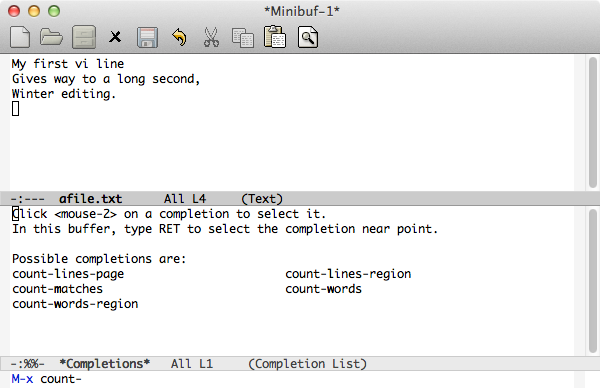 *Minibuf-1*
My first vi line
Gives way to a long second,
Winter editing.
-:--- afile.txt All L4 (Text)
Click <mouse-2> on a completion to select it.
In this buffer, type RET to select the completion near point.
Possible completions are:
count-lines-page count-lines-region
count-matches count-words
count-words-region
-:%%- *Completions* All L1 (Completion List)
M-x count-